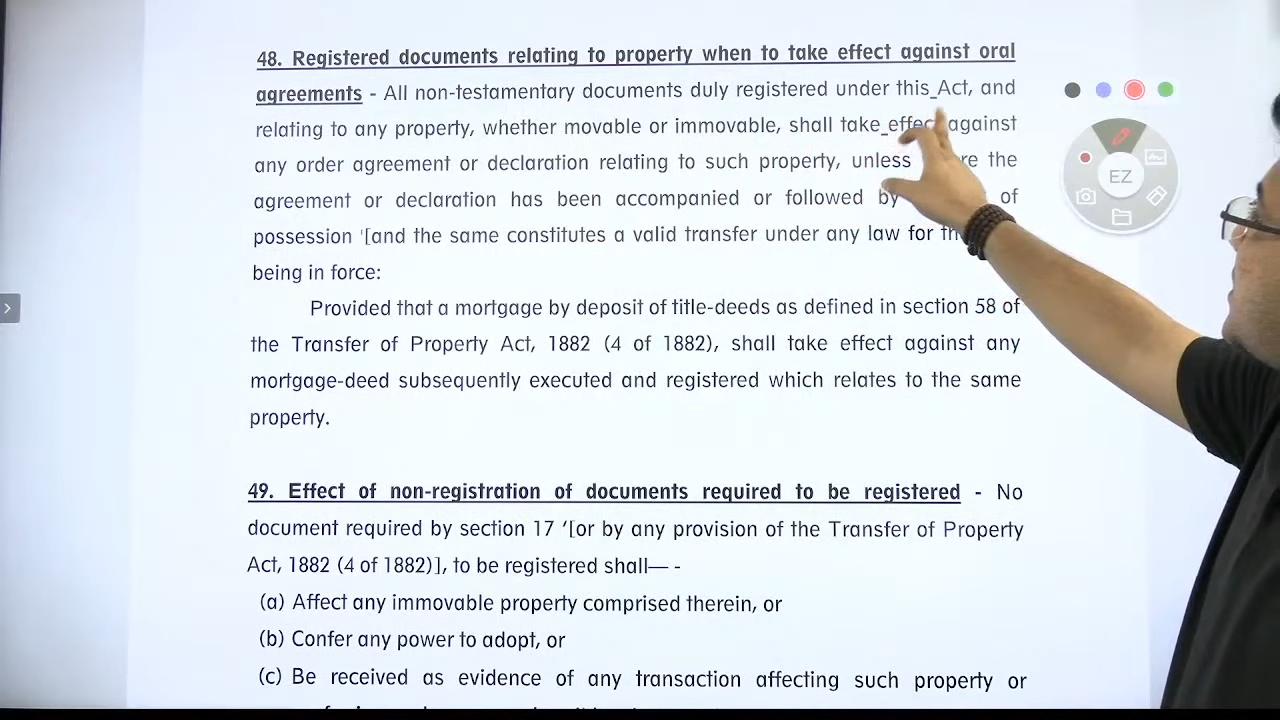 48. Registered documents relating to property when to take effect against oral
agreements - All non-testamentary documents duly registered under this Act, and
relating to any property, whether movable or immovable, shall take effect against
any order agreement or declaration relating to such property, unless the
agreement or declaration has been accompanied or followed by of
possession '[and the same constitutes a valid transfer under any law for
being in force:
Provided that a mortgage by deposit of title-deeds as defined in section 58 of
the Transfer of Property Act, 1882 (4 of 1882), shall take effect against any
mortgage-deed subsequently executed and registered which relates to the same
property.
49. Effect of non-registration of documents required to be registered - No
document required by section 17 '[or by any provision of the Transfer of Property
Act, 1882 (4 of 1882)], to be registered shall— -
(a) Affect any immovable property comprised therein, or
(b) Confer any power to adopt, or
(c) Be received as evidence of any transaction affecting such property or
EZ